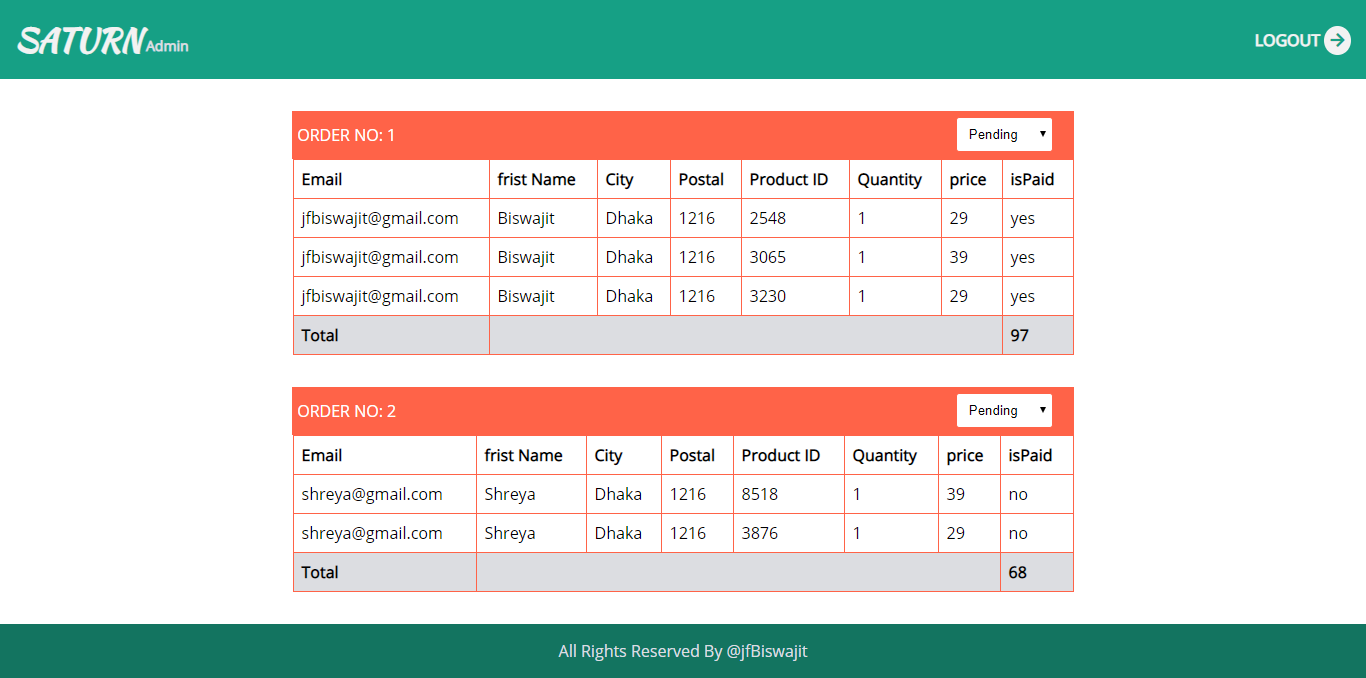 SATURN Admin LOGOUT
ORDER NO: 1 Pending
Email frist Name City Postal Product ID Quantity price isPaid
jfbiswajit@gmail.com Biswajit Dhaka 1216 2548 1 29 yes
jfbiswajit@gmail.com Biswajit Dhaka 1216 3065 1 39 yes
jfbiswajit@gmail.com Biswajit Dhaka 1216 3230 1 29 yes
Total 97
ORDER NO: 2 Pending
Email frist Name City Postal Product ID Quantity price isPaid
shreya@gmail.com Shreya Dhaka 1216 8518 1 39 no
shreya@gmail.com Shreya Dhaka 1216 3876 1 29 no
Total 68
All Rights Reserved By @jfBiswajit